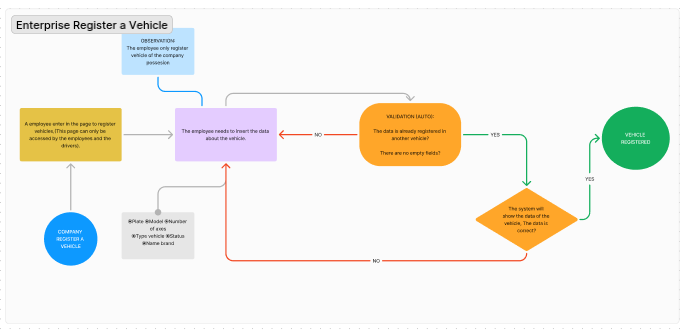 Enterprise Register a Vehicle
OBSERVATION:
The employee only register
vehicle of the company
possesion
A employee enter in the page to register
vehicles, (This page can only be
accessed by the employees and the
drivers).
The employee needs to insert the data
about the vehicle.
NO
VALIDATION (AUTO):
The data is already registered in
another vehicle?
There are no empty fields?
YES
VEHICLE
REGISTERED
YES
The system will
show the data of the
vehicle, The data is
correct?
COMPANY
REGISTER A
VEHICLE
※Plate ※Model ※Number
of axes
※Type vehicle ※Status
※Name brand
NO